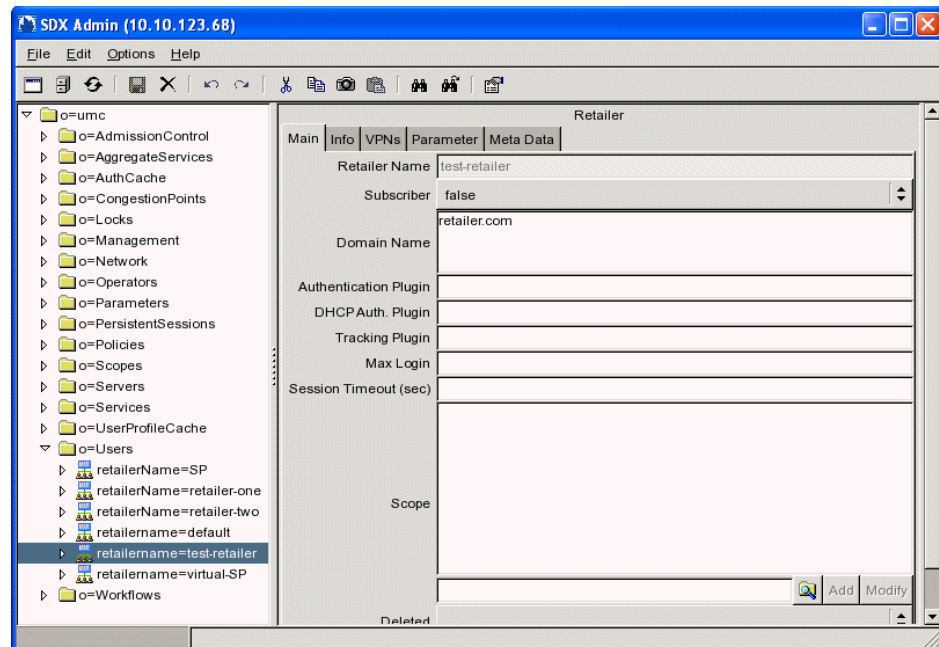 SDX Admin (10.10.123.68)
File Edit Options Help
o=umc
o=AdmissionControl
o=AggregateServices
o=AuthCache
o=CongestionPoints
o=Locks
o=Management
o=Network
o=Operators
o=Parameters
o=PersistentSessions
o=Policies
o=Scopes
o=Servers
o=Services
o=UserProfileCache
o=Users
retailerName=SP
retailerName=retailer-one
retailerName=retailer-two
retailername=default
retailername=test-retailer
retailername=virtual-SP
o=Workflows
Retailer
Main Info VPNs Parameter Meta Data
Retailer Name test-retailer
Subscriber false
retailer.com
Domain Name
Authentication Plugin
DHCP Auth. Plugin
Tracking Plugin
Max Login
Session Timeout (sec)
Scope
Add Modify
Deleted